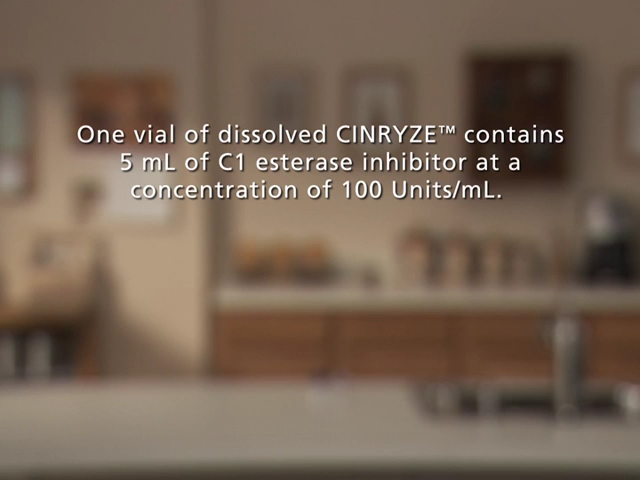 One vial of dissolved CINRYZE™ contains
5 mL of C1 esterase inhibitor at a
concentration of 100 Units/mL.